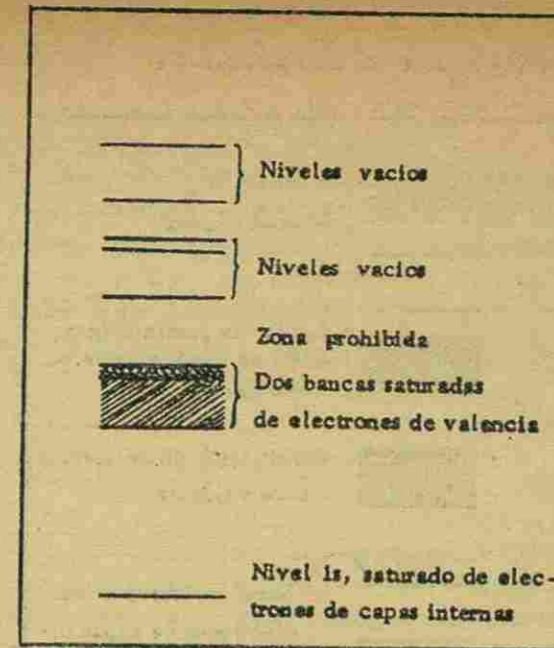 Niveles vacios
Niveles vacios
Zona prohibida
Dos bancas saturadas
de electrones de valencia
Nivel 1s, saturado de elec-
trones de capas internas